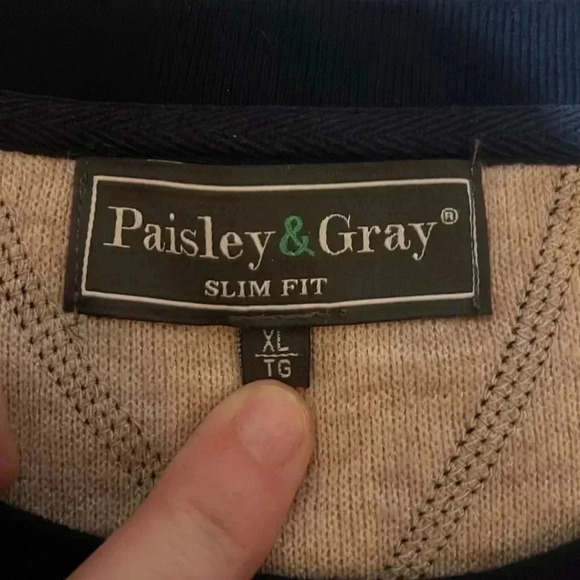 Paisley & Gray®
SLIM FIT
XL
TG